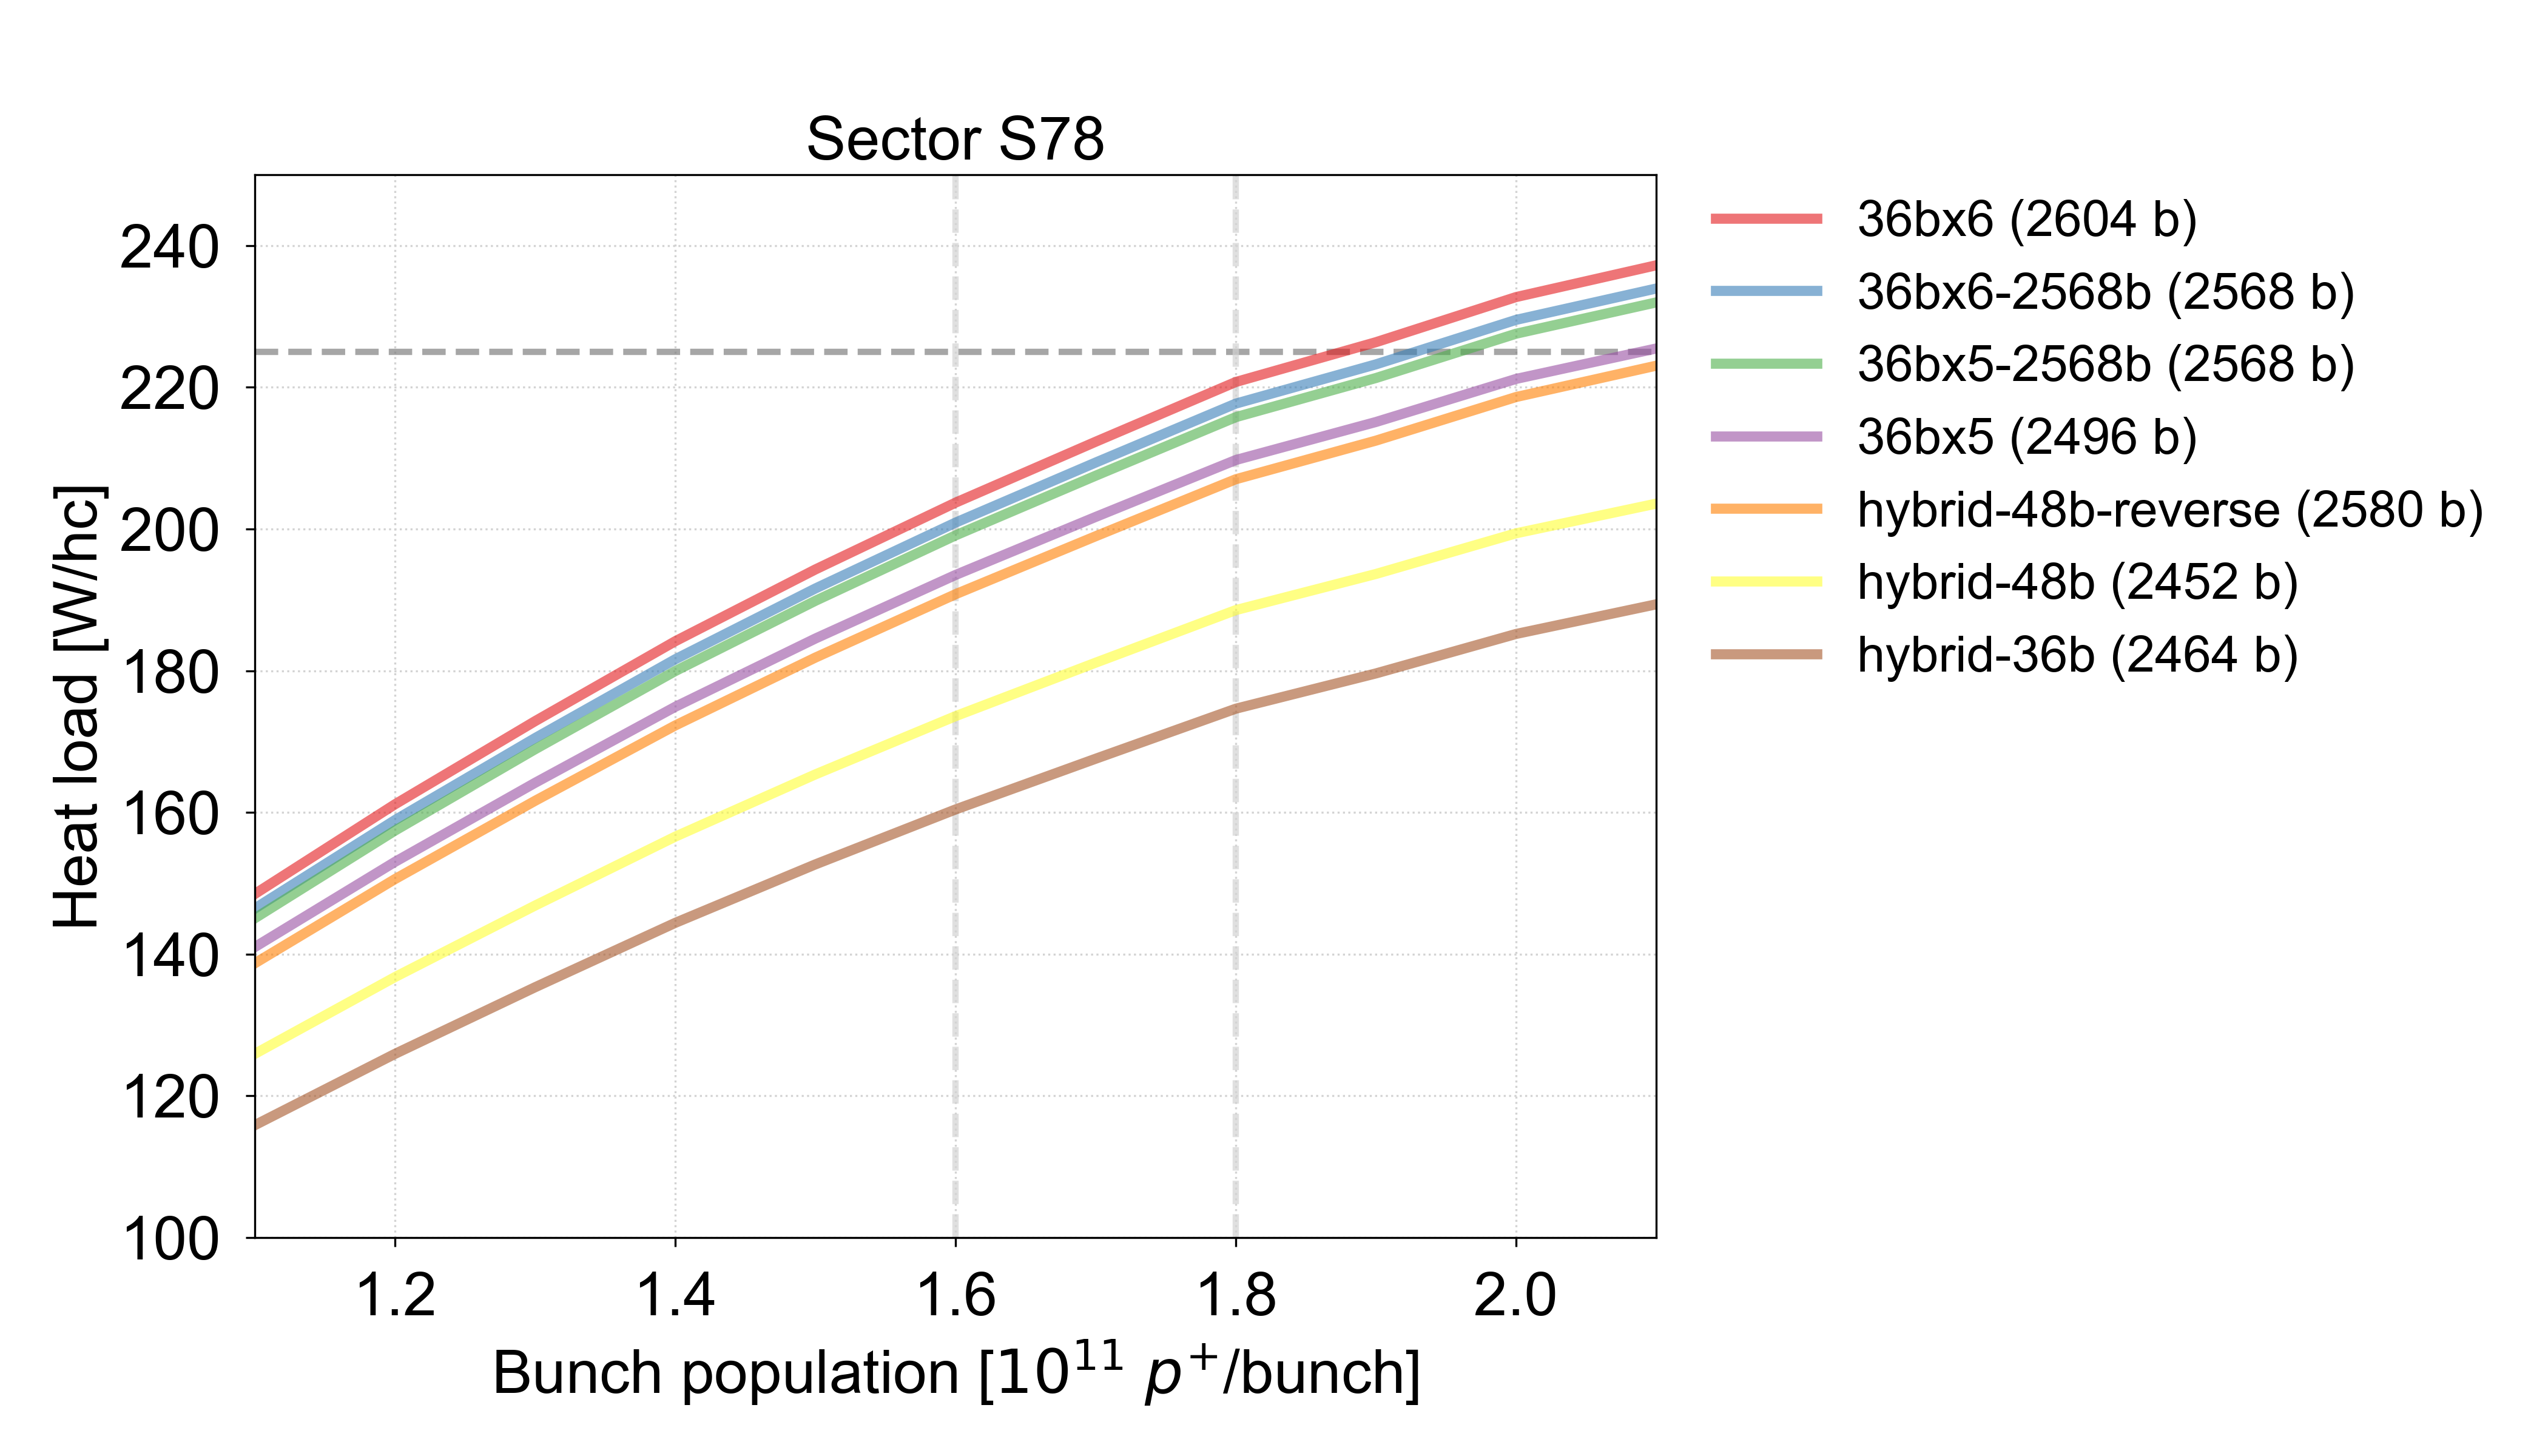 Sector S78
240
220
200
180
160
140
120
100
Heat load [W/hc]
1.2 1.4 1.6 1.8 2.0
Bunch population [10¹¹ p⁺/bunch]
36bx6 (2604 b)
36bx6-2568b (2568 b)
36bx5-2568b (2568 b)
36bx5 (2496 b)
hybrid-48b-reverse (2580 b)
hybrid-48b (2452 b)
hybrid-36b (2464 b)